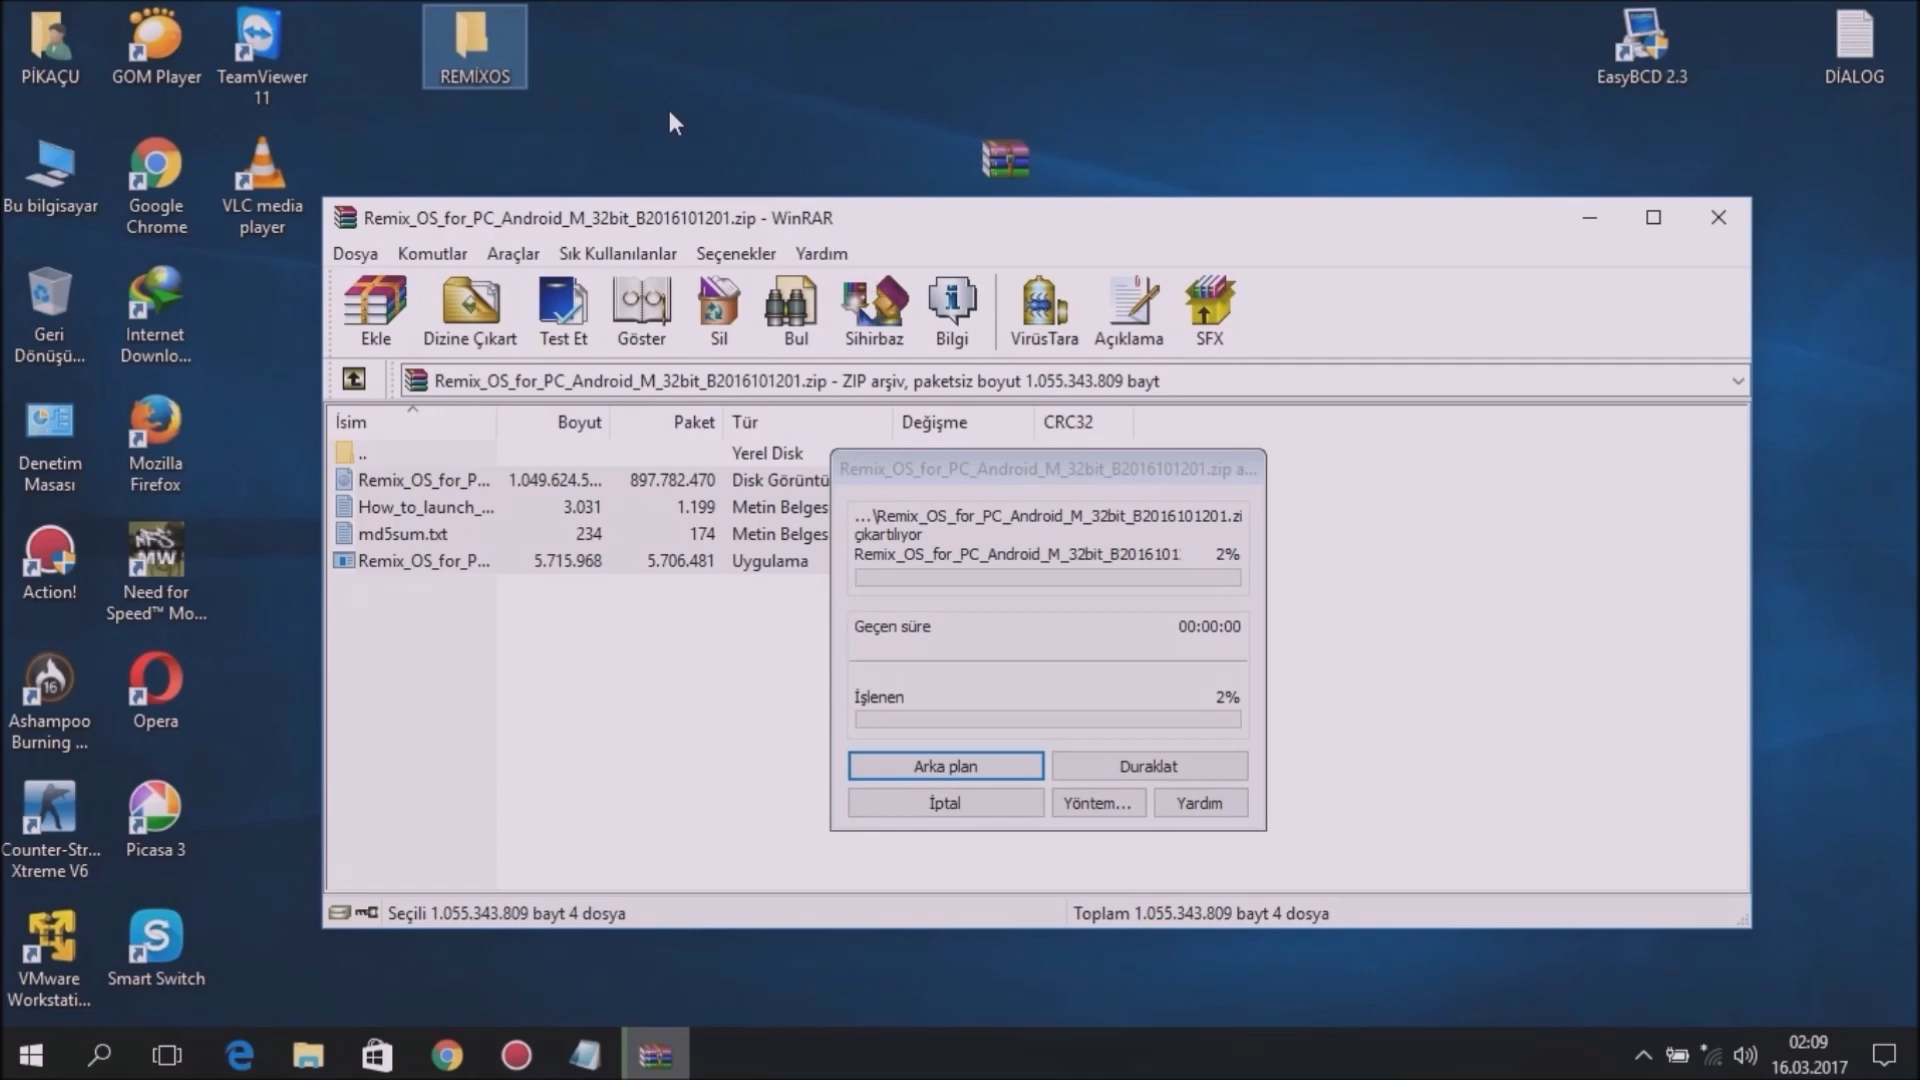 PİKAÇU
GOM Player
TeamViewer
11
REMİXOS
EasyBCD 2.3
DİALOG
Bu bilgisayar
Google
Chrome
VLC media
player
Geri
Dönüşü...
Internet
Downlo...
Denetim
Masası
Mozilla
Firefox
Action!
Need for
Speed™ Mo...
Ashampoo
Burning ...
Opera
Counter-Str...
Xtreme V6
Picasa 3
VMware
Workstati...
Smart Switch
Remix_OS_for_PC_Android_M_32bit_B2016101201.zip - WinRAR
Dosya Komutlar Araçlar Sık Kullanılanlar Seçenekler Yardım
Ekle Dizine Çıkart Test Et Göster Sil Bul Sihirbaz Bilgi VirüsTara Açıklama SFX
Remix_OS_for_PC_Android_M_32bit_B2016101201.zip - ZIP arşiv, paketsiz boyut 1.055.343.809 bayt
İsim Boyut Paket Tür Değişme CRC32
.. Yerel Disk
Remix_OS_for_P... 1.049.624.5... 897.782.470 Disk Görüntü
How_to_launch_... 3.031 1.199 Metin Belges
md5sum.txt 234 174 Metin Belges
Remix_OS_for_P... 5.715.968 5.706.481 Uygulama
Remix_OS_for_PC_Android_M_32bit_B2016101201.zip a...
...\Remix_OS_for_PC_Android_M_32bit_B2016101201.zi
çıkartılıyor
Remix_OS_for_PC_Android_M_32bit_B2016101 2%
Geçen süre 00:00:00
İşlenen 2%
Arka plan Duraklat
İptal Yöntem... Yardım
Seçili 1.055.343.809 bayt 4 dosya Toplam 1.055.343.809 bayt 4 dosya
02:09
16.03.2017